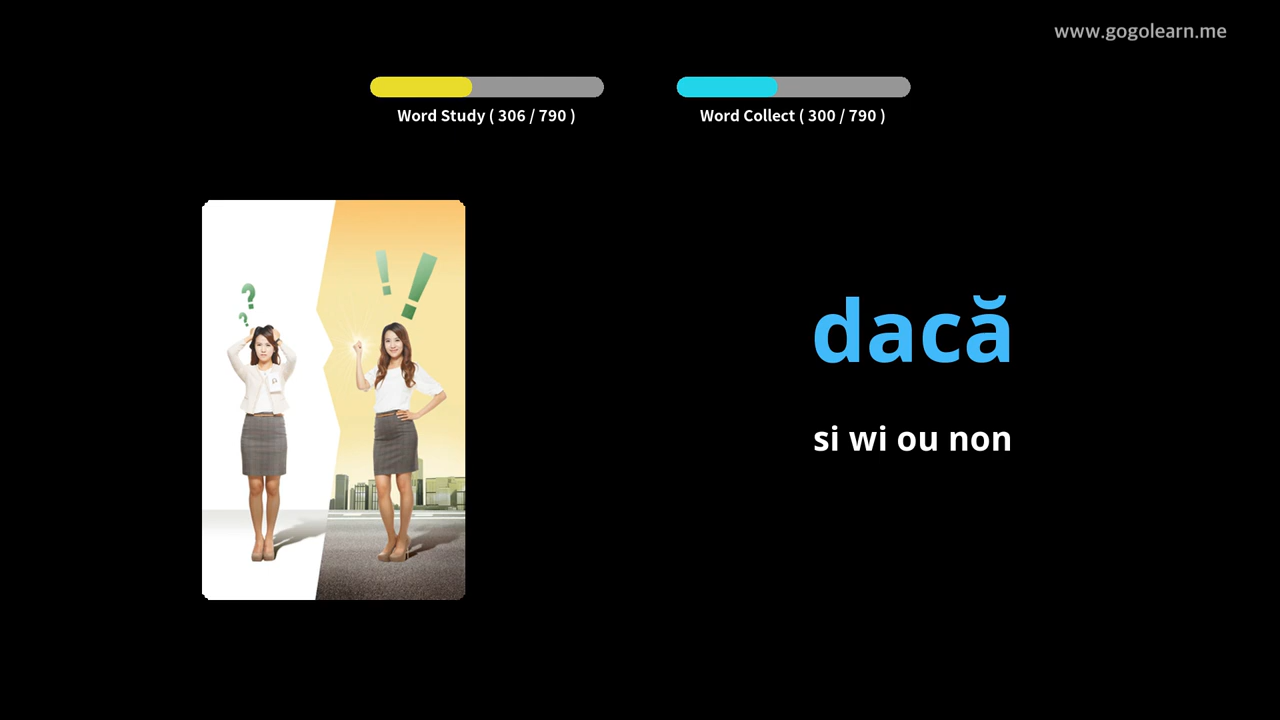 www.gogolearn.me
Word Study ( 306 / 790 )
Word Collect ( 300 / 790 )
? ?
! !
dacă
si wi ou non